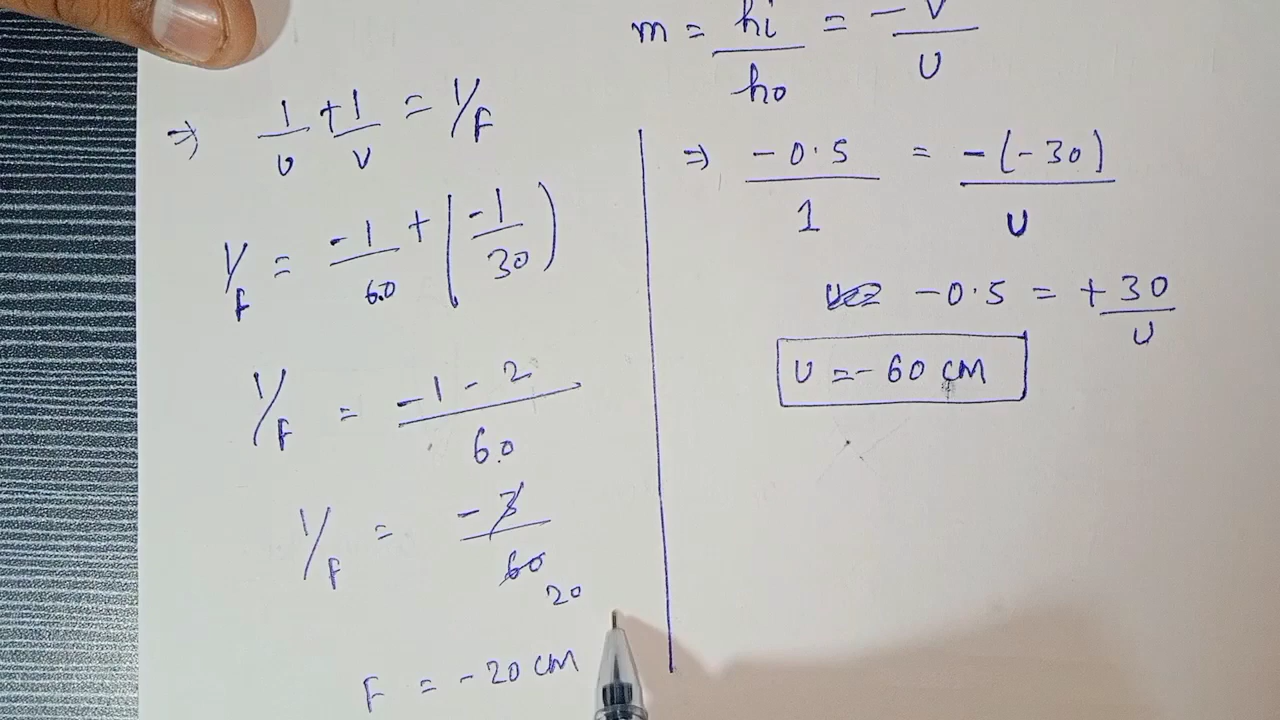 m = hi/ho = -v/u
⇒ 1/u + 1/v = 1/F
1/F = -1/60 + (-1/30)
1/F = -1-2/60
1/F = -3/60
20
F = -20 cm
⇒ -0.5/1 = -(-30)/u
-0.5 = +30/u
u = -60 cm